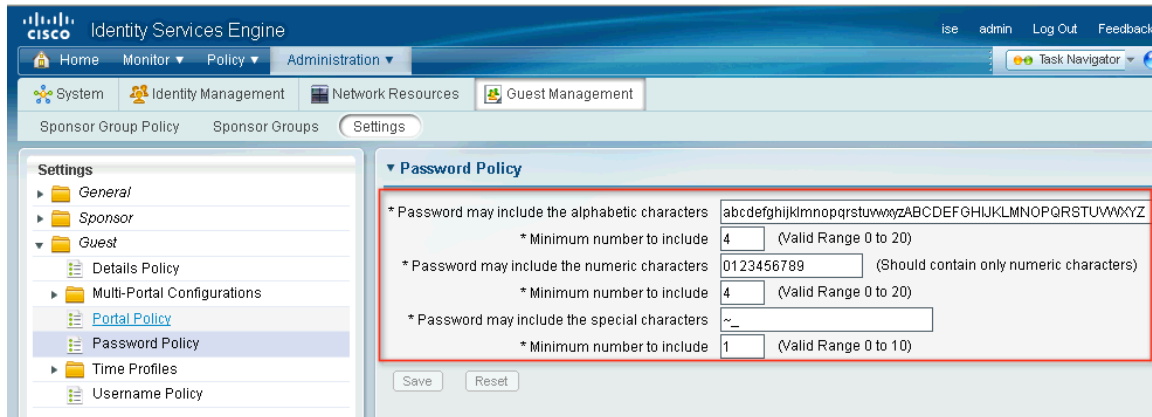 cisco Identity Services Engine ise admin Log Out Feedback
Home Monitor ▼ Policy ▼ Administration ▼ Task Navigator ▼
System Identity Management Network Resources Guest Management
Sponsor Group Policy Sponsor Groups Settings
Settings
General
Sponsor
Guest
Details Policy
Multi-Portal Configurations
Portal Policy
Password Policy
Time Profiles
Username Policy
▼ Password Policy
* Password may include the alphabetic characters abcdefghijklmnopqrstuvwxyzABCDEFGHIJKLMNOPQRSTUVWXYZ
* Minimum number to include 4 (Valid Range 0 to 20)
* Password may include the numeric characters 0123456789 (Should contain only numeric characters)
* Minimum number to include 4 (Valid Range 0 to 20)
* Password may include the special characters ~_
* Minimum number to include 1 (Valid Range 0 to 10)
Save Reset